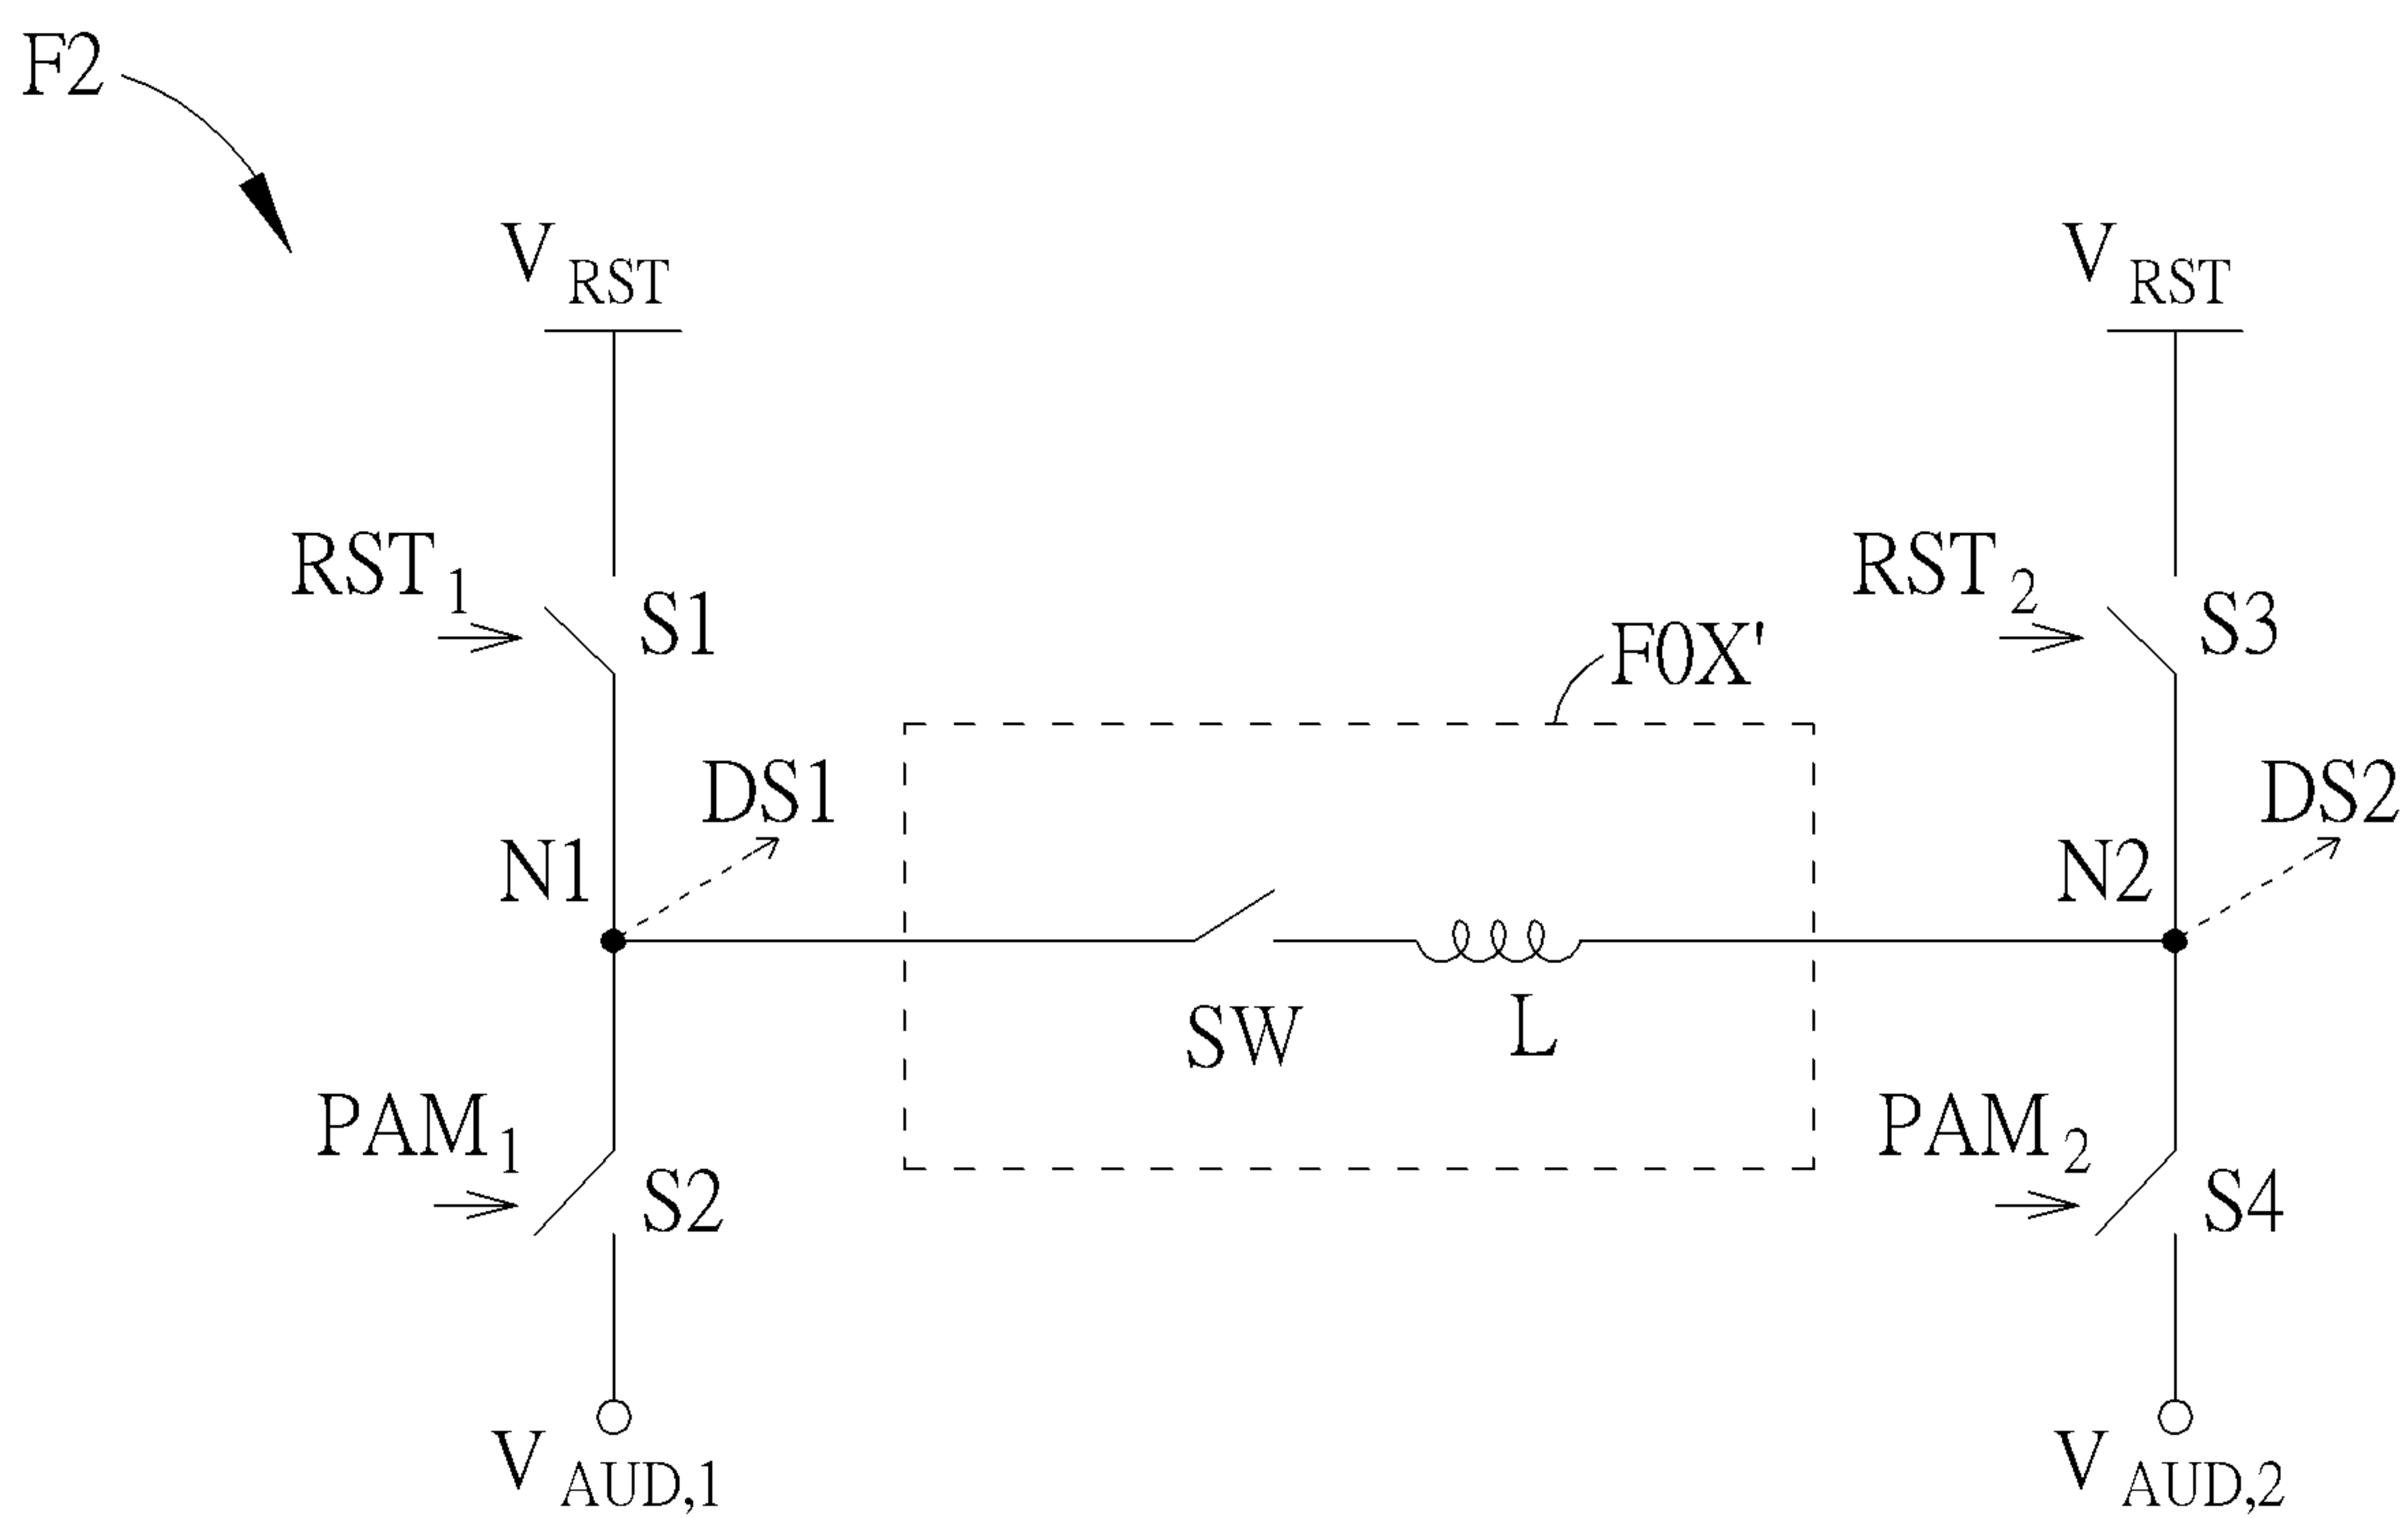 F2
V RST
V RST
RST 1
S1
RST 2
S3
F0X'
DS1
DS2
N1
N2
SW
L
PAM 1
S2
PAM 2
S4
V AUD,1
V AUD,2